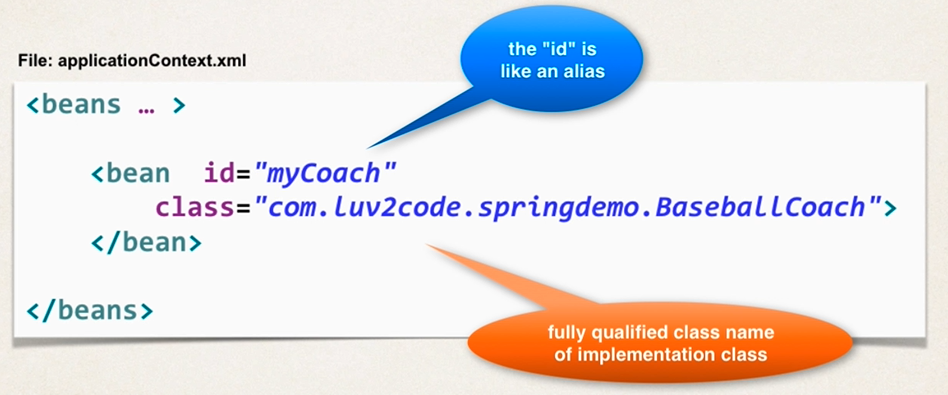 the "id" is
like an alias
File: applicationContext.xml
<beans … >
<bean id="myCoach"
class="com.luv2code.springdemo.BaseballCoach">
</bean>
</beans>
fully qualified class name
of implementation class